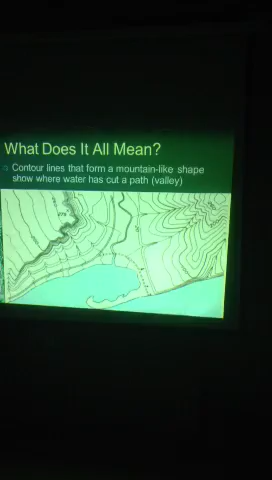 What Does It All Mean?
Contour lines that form a mountain-like shape
show where water has cut a path (valley)